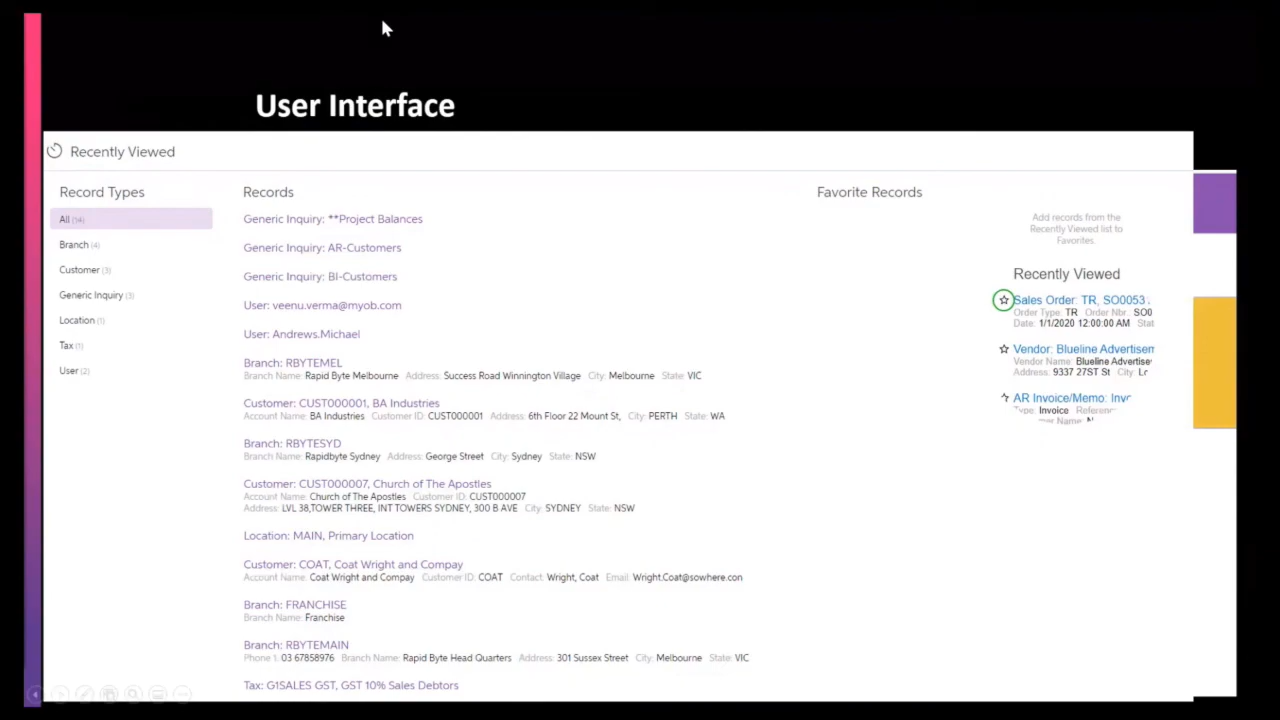 User Interface
Recently Viewed
Record Types
All (14)
Branch (4)
Customer (3)
Generic Inquiry (3)
Location (1)
Tax (1)
User (2)
Records
Generic Inquiry: **Project Balances
Generic Inquiry: AR-Customers
Generic Inquiry: BI-Customers
User: veenu.verma@myob.com
User: Andrews.Michael
Branch: RBYTEMEL
Branch Name: Rapid Byte Melbourne Address: Success Road Winnington Village City: Melbourne State: VIC
Customer: CUST000001, BA Industries
Account Name: BA Industries Customer ID: CUST000001 Address: 6th Floor 22 Mount St, City: PERTH State: WA
Branch: RBYTESYD
Branch Name: Rapidbyte Sydney Address: George Street City: Sydney State: NSW
Customer: CUST000007, Church of The Apostles
Account Name: Church of The Apostles Customer ID: CUST000007
Address: LVL 38,TOWER THREE, INT TOWERS SYDNEY, 300 B AVE City: SYDNEY State: NSW
Location: MAIN, Primary Location
Customer: COAT, Coat Wright and Compay
Account Name: Coat Wright and Compay Customer ID: COAT Contact: Wright, Coat Email: Wright.Coat@sowhere.con
Branch: FRANCHISE
Branch Name: Franchise
Branch: RBYTEMAIN
Phone 1: 03 67858976 Branch Name: Rapid Byte Head Quarters Address: 301 Sussex Street City: Melbourne State: VIC
Tax: G1SALES GST, GST 10% Sales Debtors
Favorite Records
Add records from the
Recently Viewed list to
Favorites.
Recently Viewed
Sales Order: TR, SO0053
Order Type: TR Order Nbr. SO0
Date: 1/1/2020 12:00:00 AM Stat
Vendor: Blueline Advertisem
Vendor Name: Blueline Advertise
Address: 9337 27ST St City:
AR Invoice/Memo: Invc
Type: Invoice Referenc
Name: